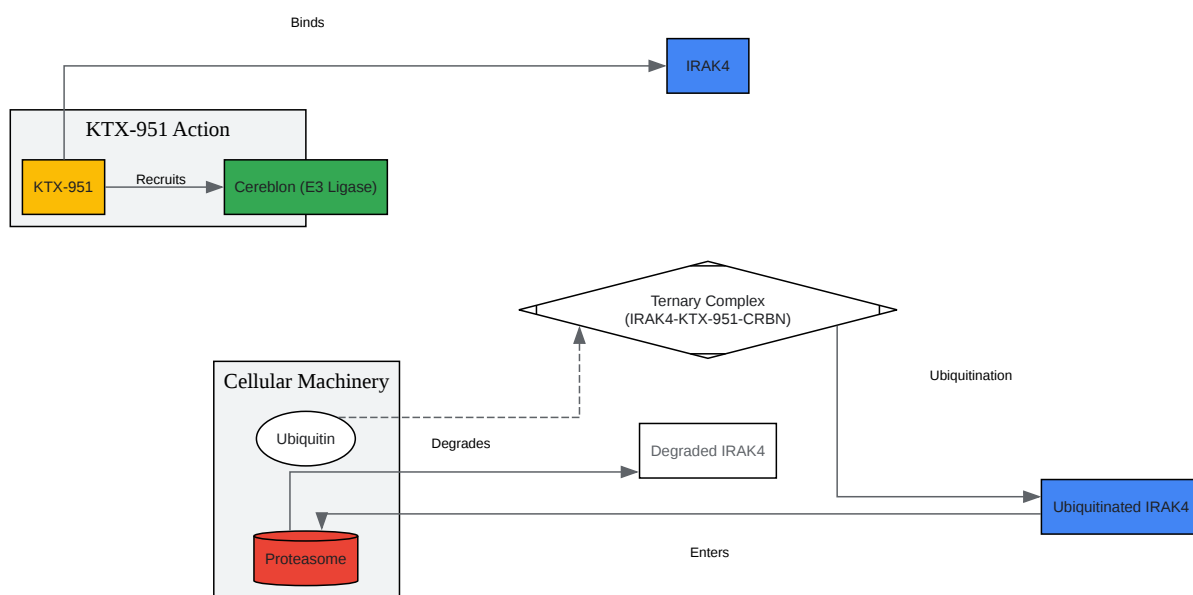 Binds
IRAK4
KTX-951 Action
KTX-951
Recruits
Cereblon (E3 Ligase)
Ternary Complex
(IRAK4-KTX-951-CRBN)
Ubiquitination
Cellular Machinery
Ubiquitin
Degrades
Degraded IRAK4
Ubiquitinated IRAK4
Enters
Proteasome